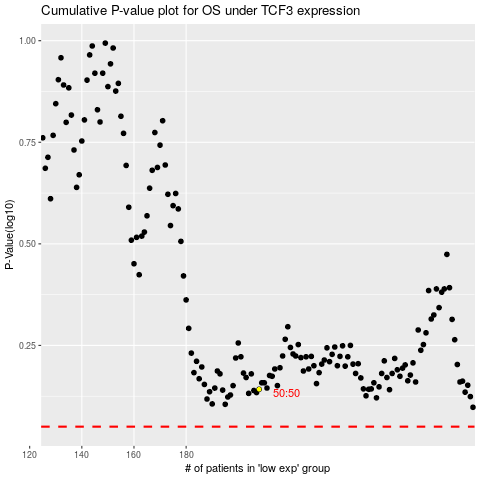 Cumulative P-value plot for OS under TCF3 expression
P-Value(log10)
1.00
0.75
0.50
0.25
50:50
120 140 160 180
# of patients in 'low exp' group